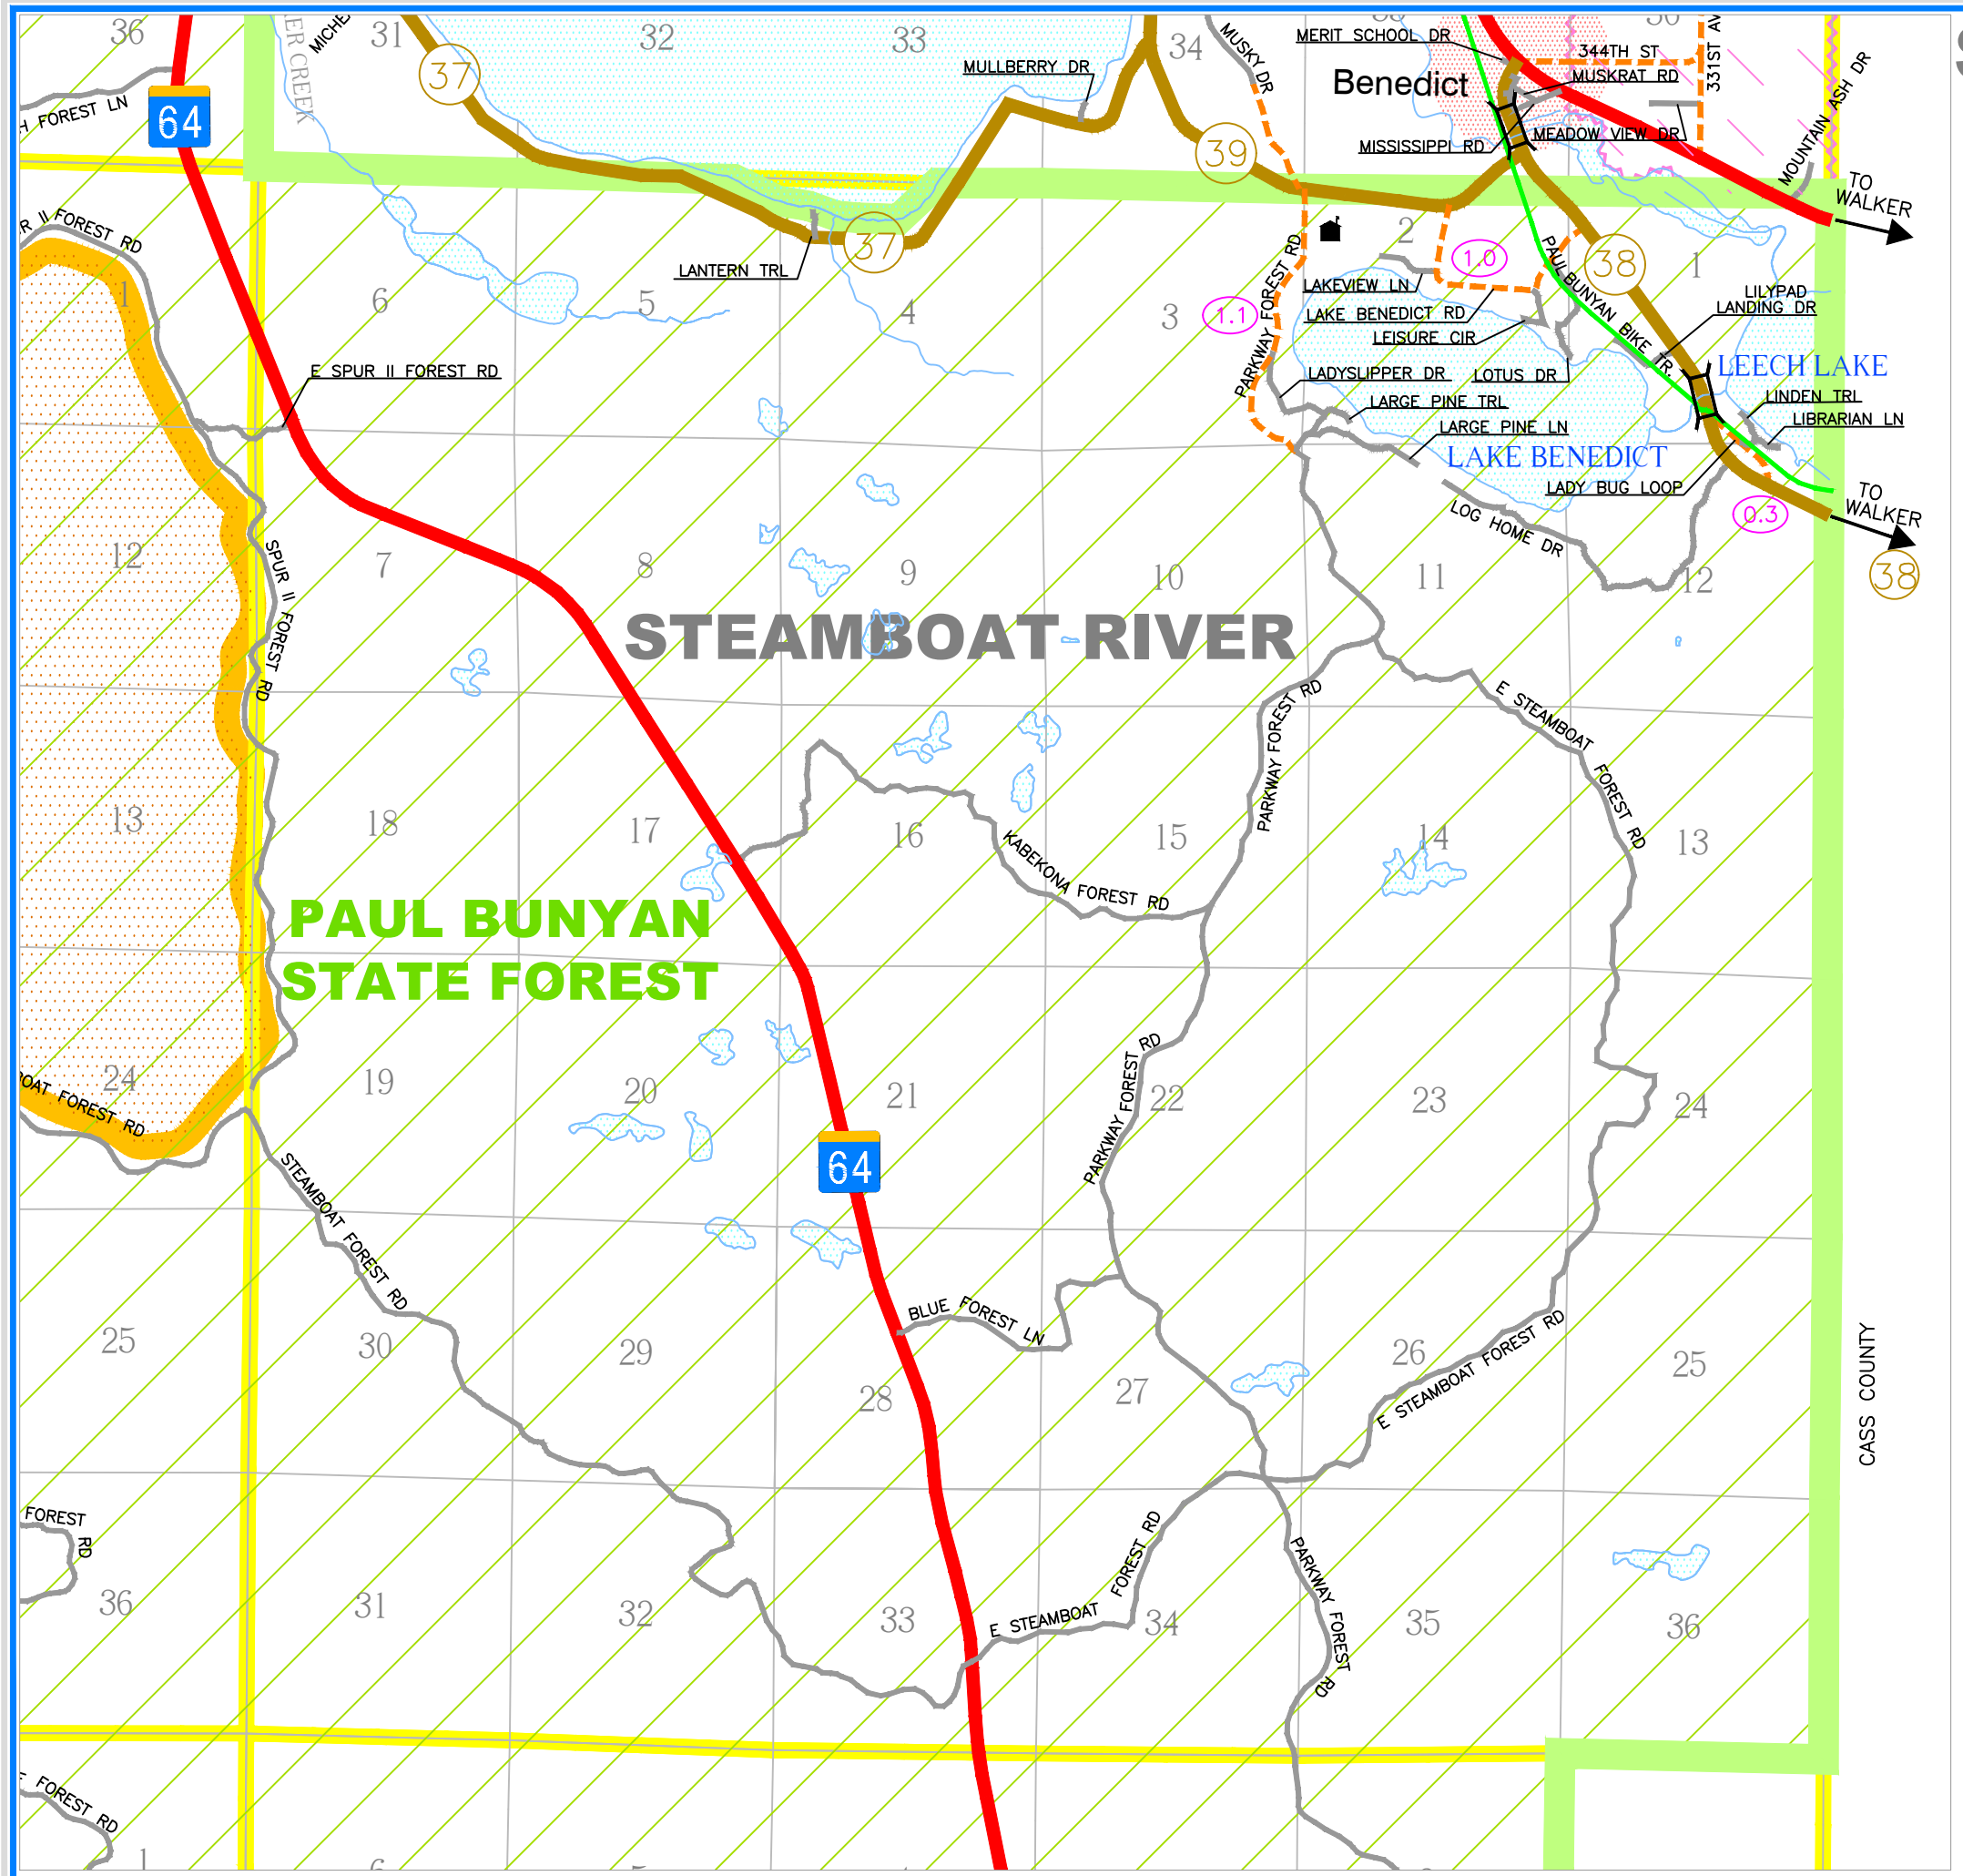 36
31
32
33
34
MUSKY DR
MERIT SCHOOL DR
344TH ST
331ST AV
Benedict
MUSKRAT RD
MULLBERRY DR
37
64
FOREST LN
39
MISSISSIPPI RD
MEADOW VIEW DR
MOUNTAIN ASH DR
TO
WALKER
II FOREST RD
LANTERN TRL
37
PARKWAY FOREST RD
2
1.0
PAUL BUNYAN BIKE TR.
38
1
1
6
5
4
3
1.1
LAKEVIEW LN
LAKE BENEDICT RD
LEISURE CIR
LILYPAD
LANDING DR
E SPUR II FOREST RD
LADYSLIPPER DR
LOTUS DR
LEECH LAKE
LARGE PINE TRL
LINDEN TRL
LARGE PINE LN
LIBRARIAN LN
LAKE BENEDICT
LADY BUG LOOP
LOG HOME DR
0.3
TO
WALKER
38
12
7
8
9
10
11
12
SPUR II FOREST RD
STEAMBOAT RIVER
PARKWAY FOREST RD
E STEAMBOAT FOREST RD
13
18
17
16
15
14
13
KABEKONA FOREST RD
PAUL BUNYAN
STATE FOREST
24
19
20
21
22
23
24
PARKWAY FOREST RD
FOREST RD
64
STEAMBOAT FOREST RD
BLUE FOREST LN
25
30
29
28
27
26
25
E STEAMBOAT FOREST RD
CASS COUNTY
FOREST RD
E STEAMBOAT FOREST RD
PARKWAY FOREST RD
36
31
32
33
34
35
36
FOREST RD
1
6